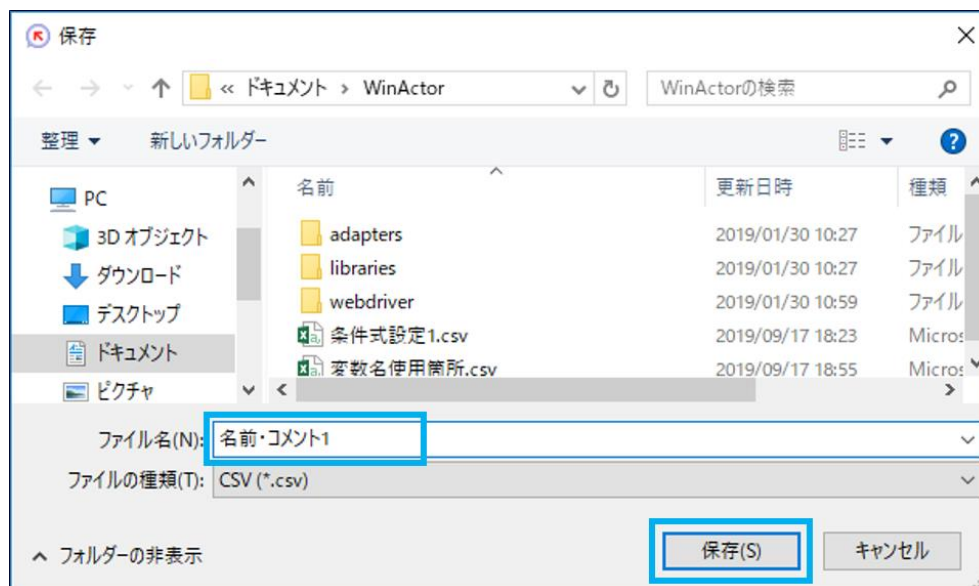 保存
« ドキュメント › WinActor
WinActorの検索
整理 新しいフォルダー
名前 更新日時 種類
PC
3D オブジェクト
ダウンロード
デスクトップ
ドキュメント
ピクチャ
adapters 2019/01/30 10:27 ファイル
libraries 2019/01/30 10:27 ファイル
webdriver 2019/01/30 10:59 ファイル
条件式設定1.csv 2019/09/17 18:23 Micros
変数名使用箇所.csv 2019/09/17 18:55 Micros
ファイル名(N): 名前・コメント1
ファイルの種類(T): CSV (*.csv)
フォルダーの非表示
保存(S) キャンセル